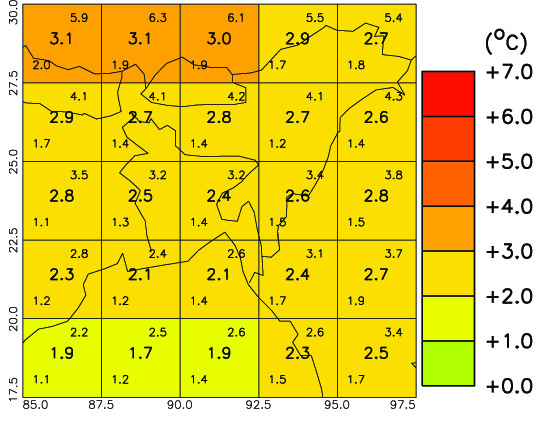 30.0
5.9 6.3 6.1 5.5 5.4
3.1 3.1 3.0 2.9 2.7
2.0 1.9 1.9 1.7 1.8
(°C)
+7.0
27.5
4.1 4.1 4.2 4.1 4.3
2.9 2.7 2.8 2.7 2.6
1.7 1.4 1.4 1.2 1.4
+6.0
25.0
+5.0
3.5 3.2 3.2 3.4 3.8
2.8 2.5 2.4 2.6 2.8
1.1 1.3 1.4 1.5 1.5
+4.0
22.5
2.8 2.4 2.6 3.1 3.7
2.3 2.1 2.1 2.4 2.7
1.2 1.2 1.4 1.7 1.9
+3.0
+2.0
20.0
2.2 2.5 2.6 2.6 3.4
1.9 1.7 1.9 2.3 2.5
1.1 1.2 1.4 1.5 1.7
+1.0
+0.0
17.5
85.0 87.5 90.0 92.5 95.0 97.5